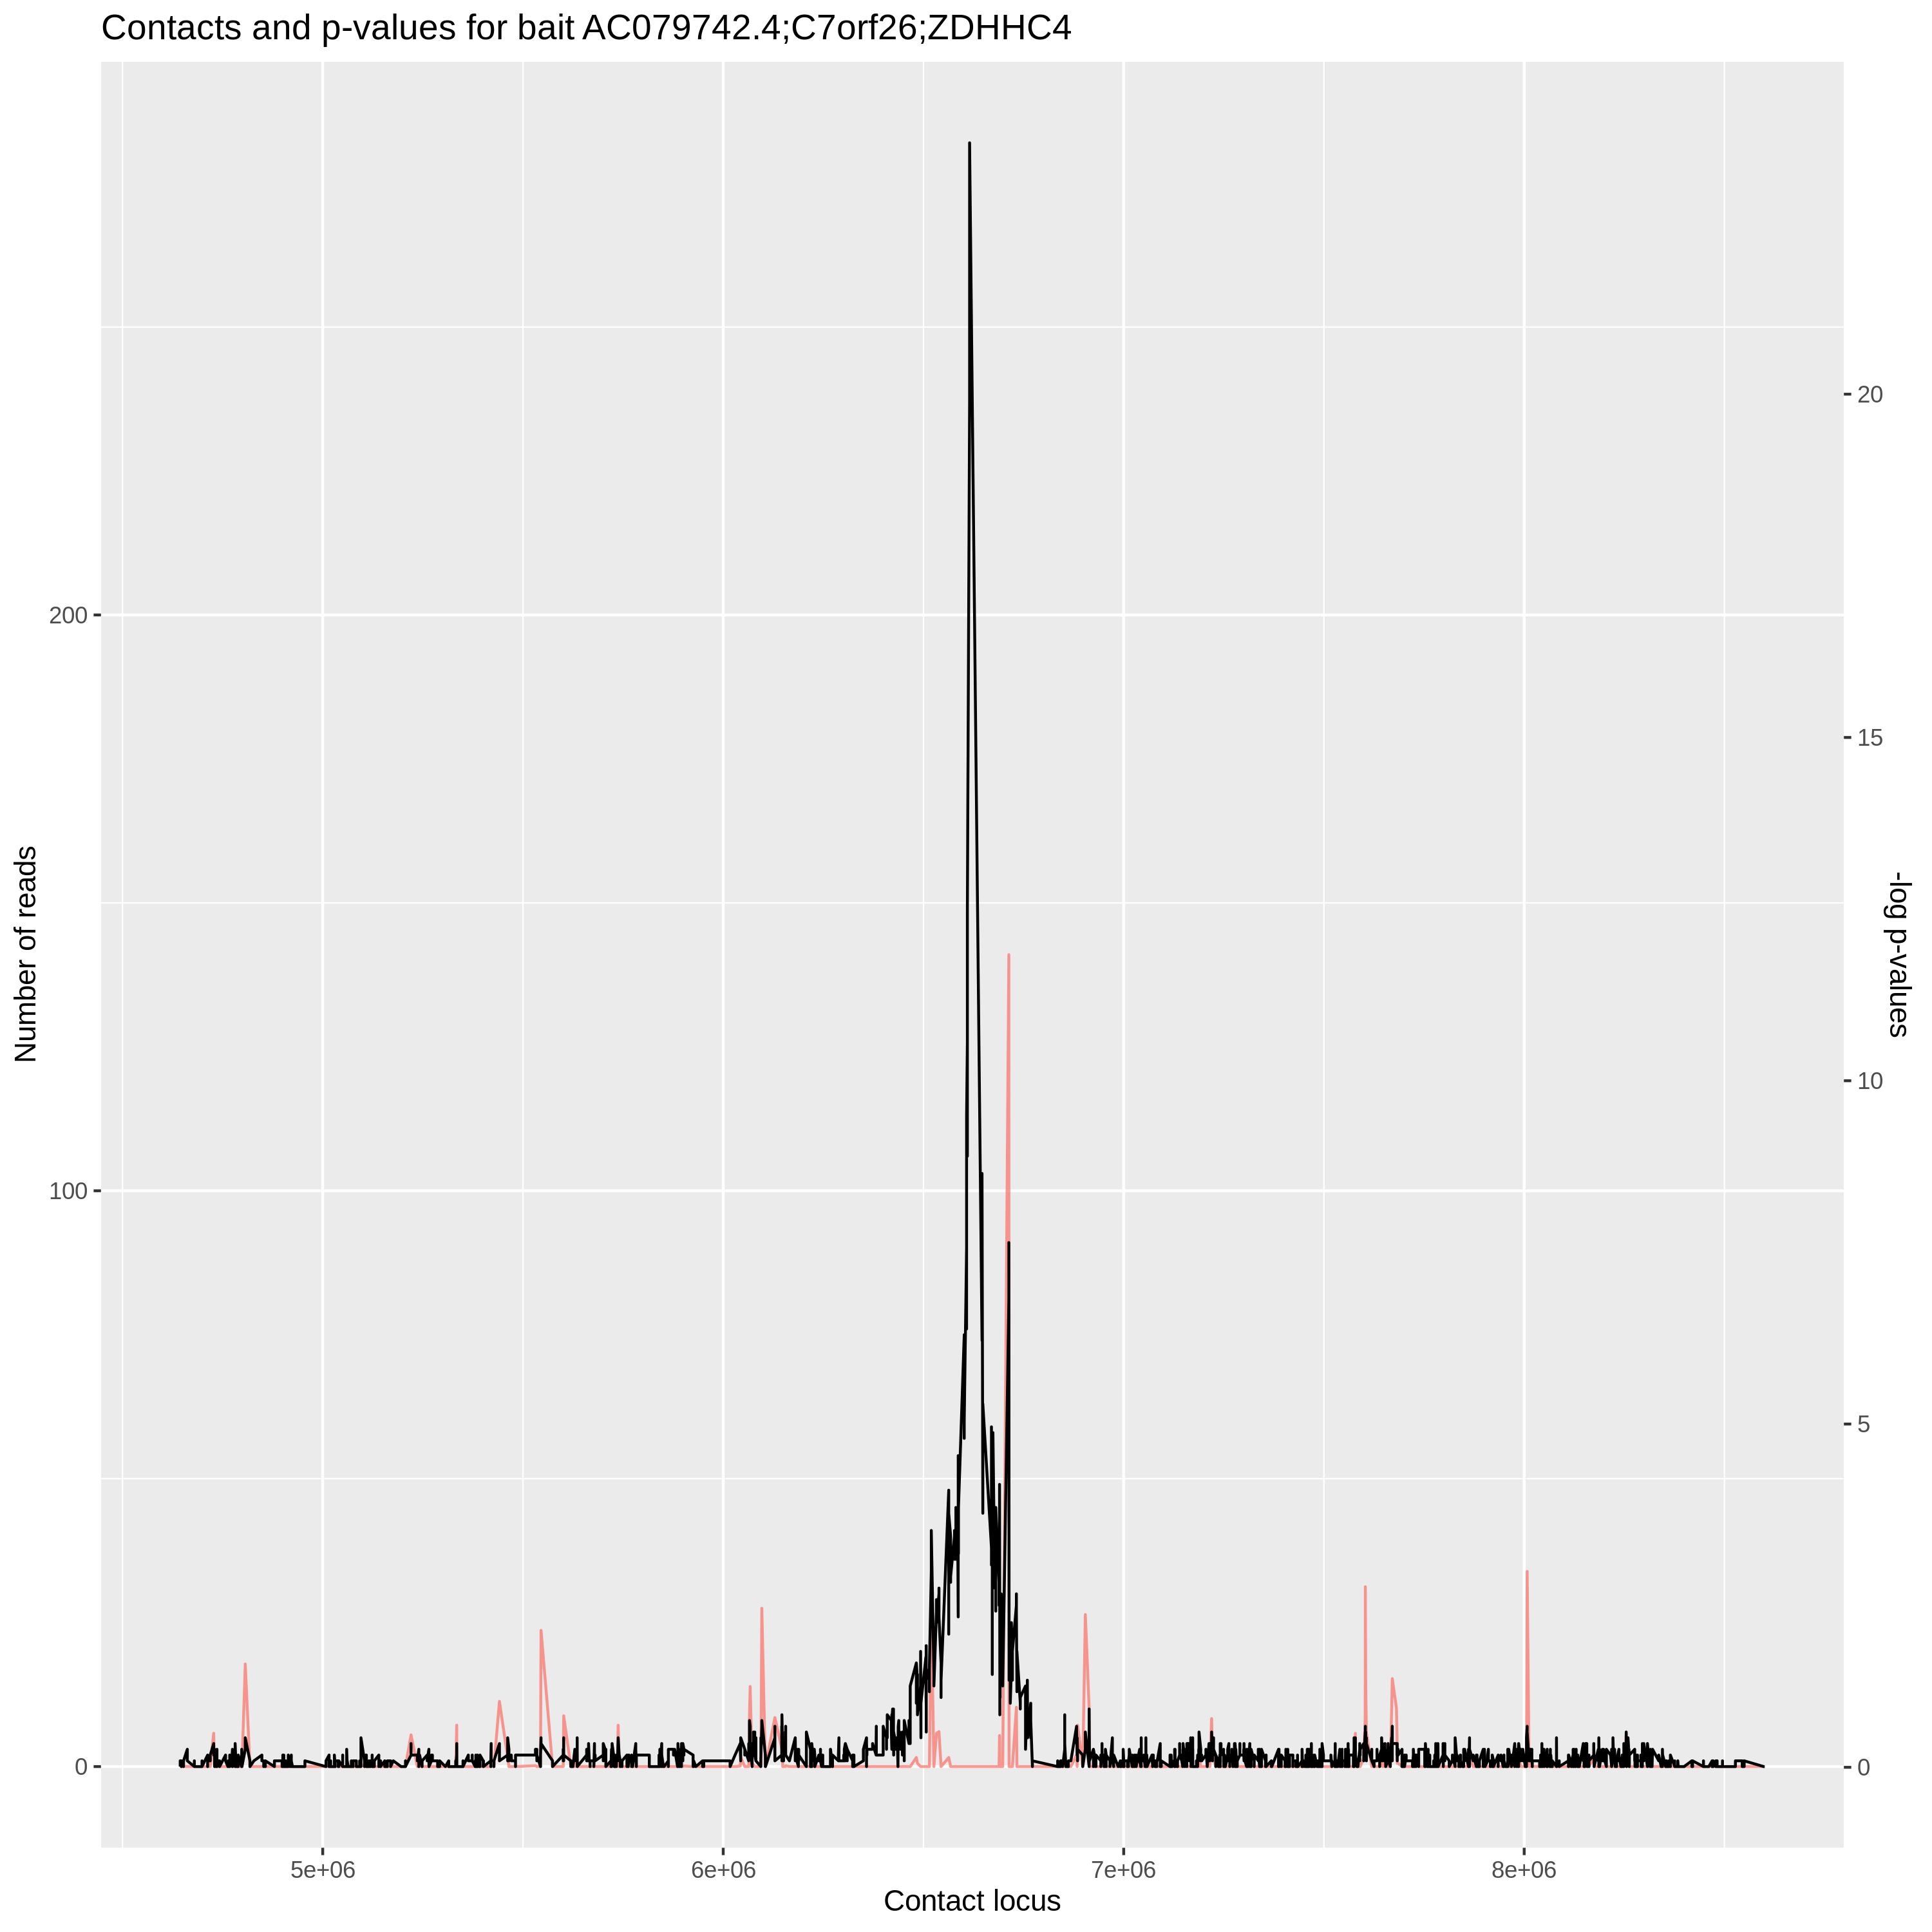 Contacts and p-values for bait AC079742.4;C7orf26;ZDHHC4
Number of reads
200
100
0
20
15
10
5
0
-log p-values
5e+06
6e+06
7e+06
8e+06
Contact locus